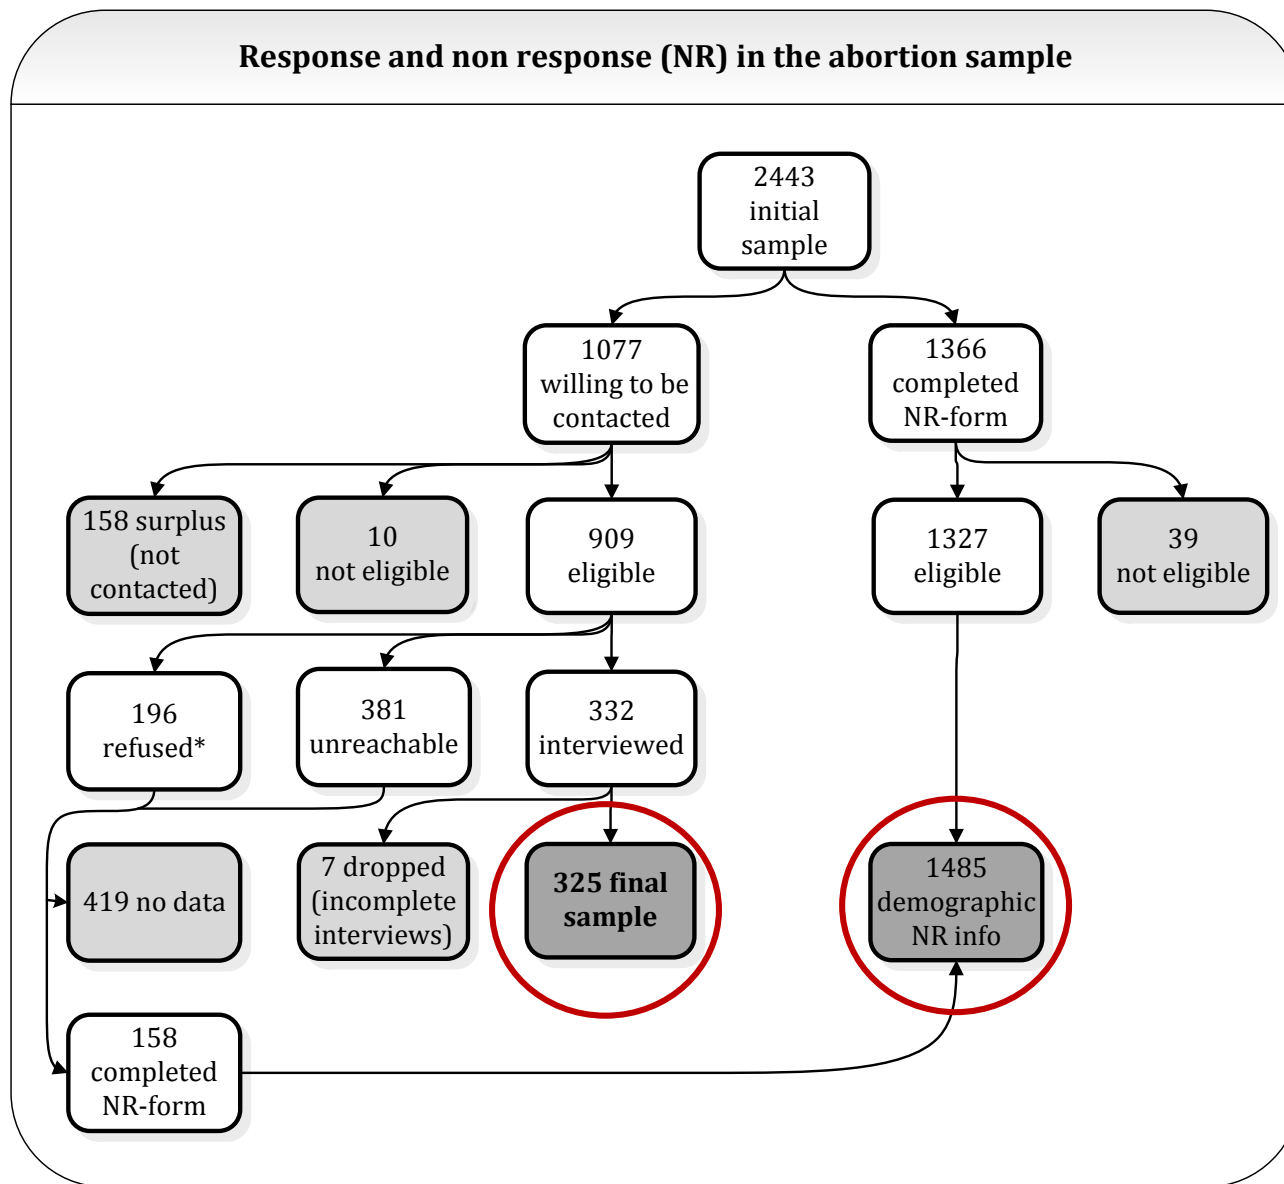 Response and non response (NR) in the abortion sample
2443
initial
sample
1077
willing to be
contacted
1366
completed
NR-form
158 surplus
(not
contacted)
10
not eligible
909
eligible
1327
eligible
39
not eligible
196
refused*
381
unreachable
332
interviewed
419 no data
7 dropped
(incomplete
interviews)
325 final
sample
1485
demographic
NR info
158
completed
NR-form